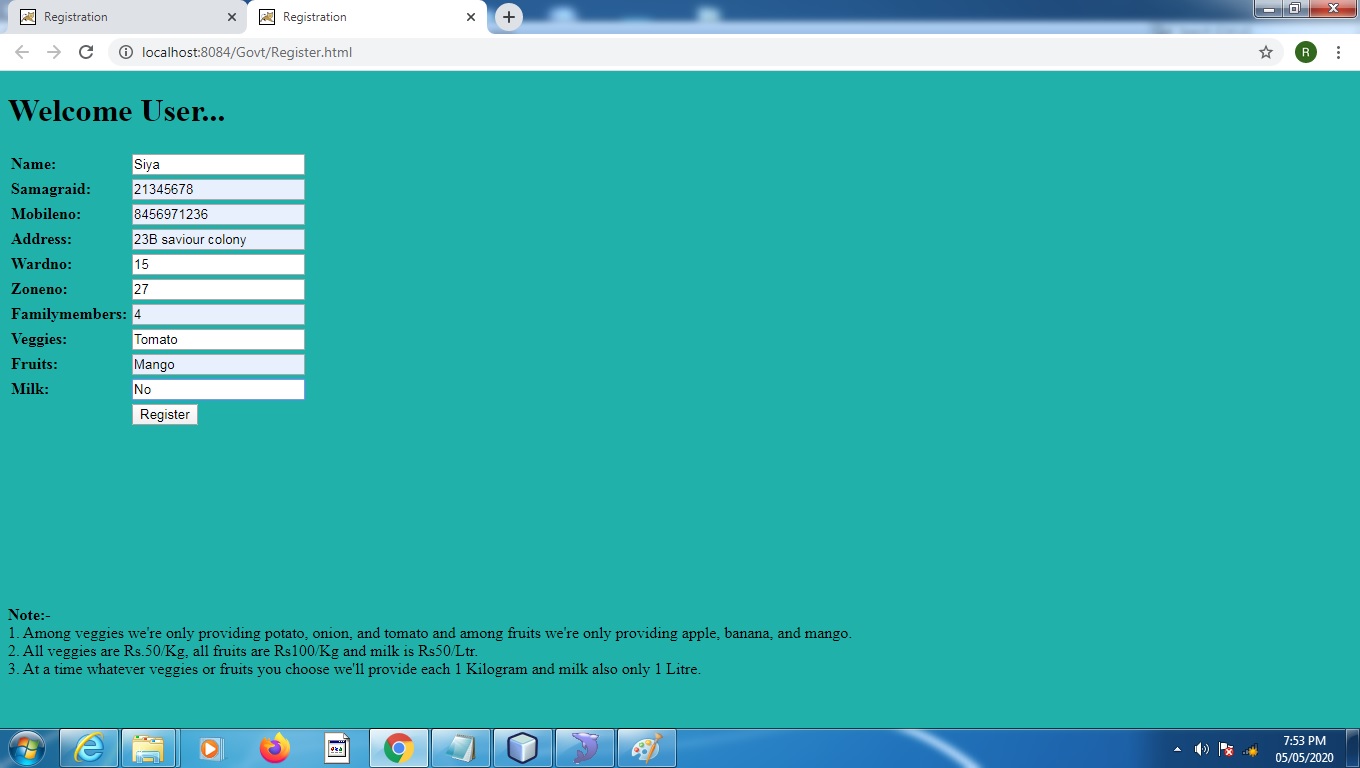 Registration
Registration
localhost:8084/Govt/Register.html
R
Welcome User...
Name: Siya
Samagraid: 21345678
Mobileno: 8456971236
Address: 23B saviour colony
Wardno: 15
Zoneno: 27
Familymembers: 4
Veggies: Tomato
Fruits: Mango
Milk: No
Register
Note:-
1. Among veggies we're only providing potato, onion, and tomato and among fruits we're only providing apple, banana, and mango.
2. All veggies are Rs.50/Kg, all fruits are Rs100/Kg and milk is Rs50/Ltr.
3. At a time whatever veggies or fruits you choose we'll provide each 1 Kilogram and milk also only 1 Litre.
7:53 PM
05/05/2020